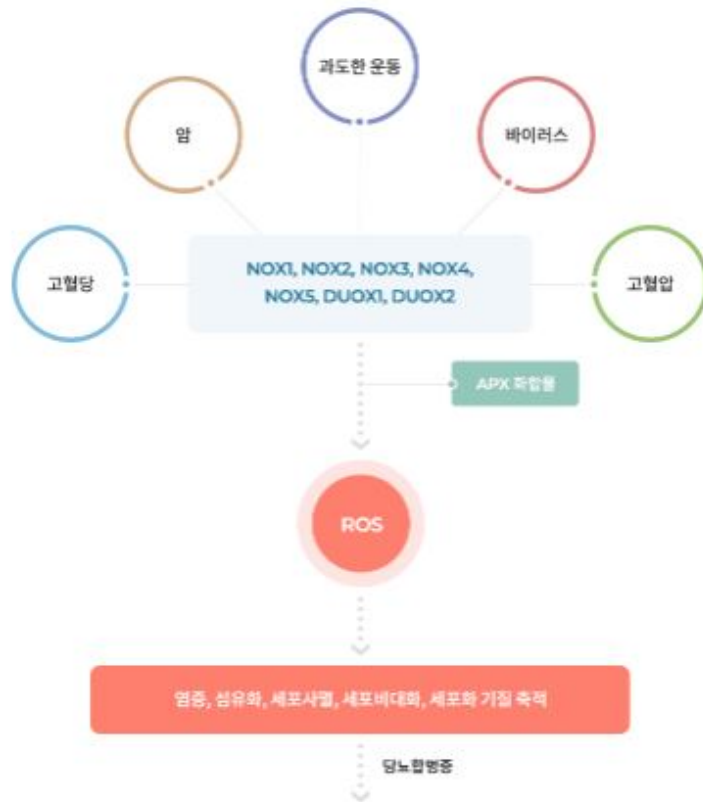 과도한 운동
암
바이러스
고혈당
NOX1, NOX2, NOX3, NOX4,
NOX5, DUOX1, DUOX2
고혈압
APX 화합물
ROS
염증, 섬유화, 세포사멸, 세포비대화, 세포화 기질 축적
당뇨합병증